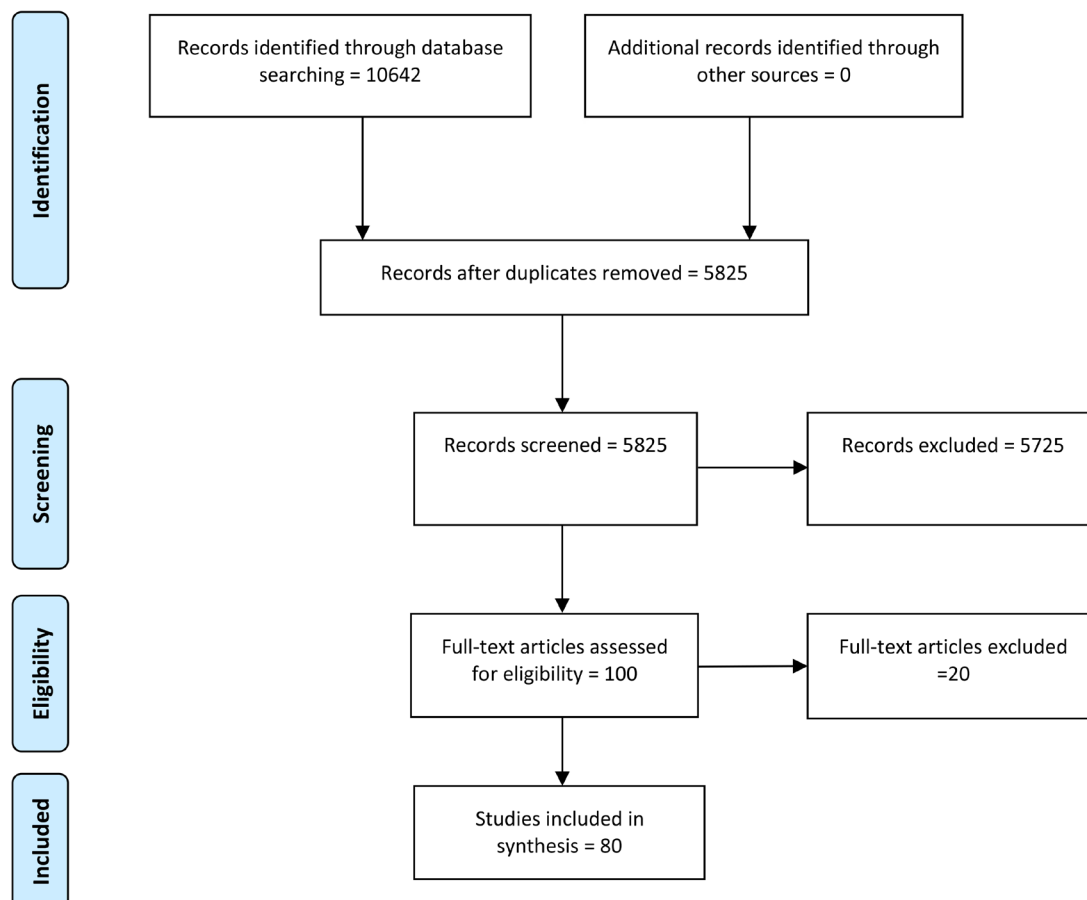 Identification
Records identified through database
searching = 10642
Additional records identified through
other sources = 0
Records after duplicates removed = 5825
Screening
Records screened = 5825
Records excluded = 5725
Eligibility
Full-text articles assessed
for eligibility = 100
Full-text articles excluded
=20
Included
Studies included in
synthesis = 80